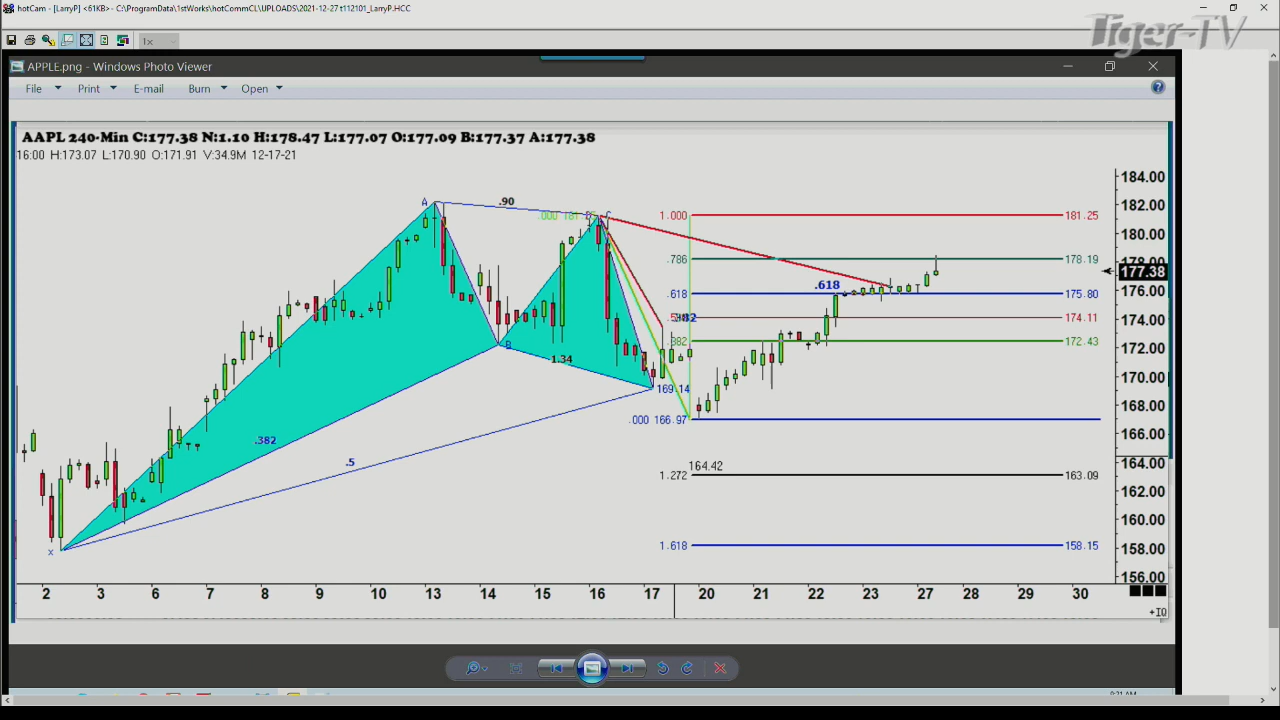 hotCam - [LarryP] <61KB> - C:\ProgramData\1stWorks\hotCommCL\UPLOADS\2021-12-27 t112101_LarryP.HCC
Tiger-TV
1x
APPLE.png - Windows Photo Viewer
File Print E-mail Burn Open
AAPL 240-Min C:177.38 N:1.10 H:178.47 L:177.07 O:177.09 B:177.37 A:177.38
16:00 H:173.07 L:170.90 O:171.91 V:34.9M 12-17-21
184.00
A .90 182.00
.000 C 1.000 181.25
180.00
.786 178.19
177.38
.618 .618 175.80
176.00
174.11
174.00
.382 172.43
B 172.00
1.34
170.00
169.14
168.00
.000 166.97
.382 166.00
.5 164.42 164.00
1.272 163.09
162.00
160.00
x 1.618 158.15
158.00
156.00
2 3 6 7 8 9 10 13 14 15 16 17 20 21 22 23 27 28 29 30
+IQ